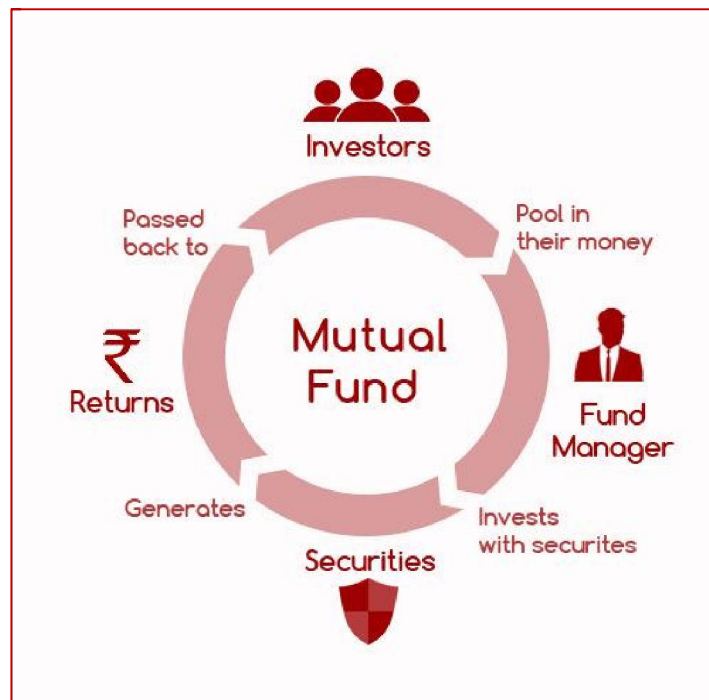 Investors
Pool in
their money
Fund
Manager
Invests
with securites
Securities
Generates
₹
Returns
Passed
back to
Mutual
Fund